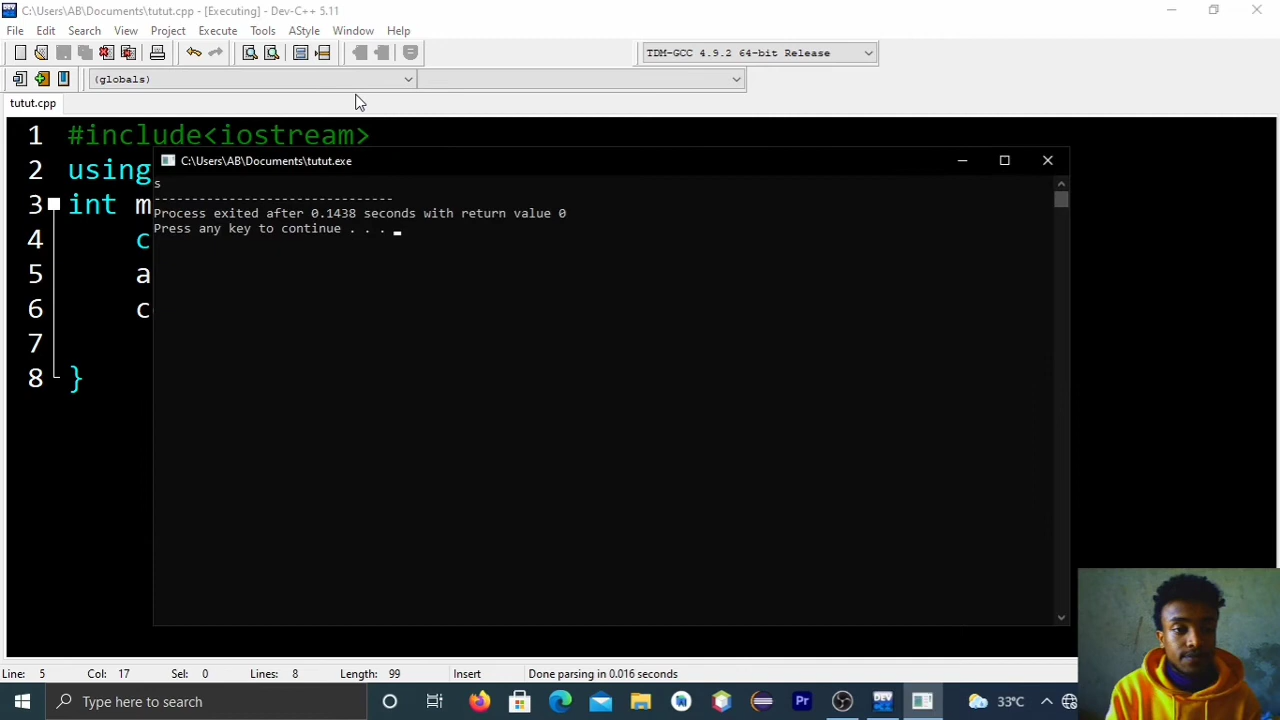 C:\Users\AB\Documents\tutut.cpp - [Executing] - Dev-C++ 5.11
File Edit Search View Project Execute Tools AStyle Window Help
TDM-GCC 4.9.2 64-bit Release
(globals)
tutut.cpp
1 #include<iostream>
2 using
3 int m
4 c
5 a
6 c
7
8 }
C:\Users\AB\Documents\tutut.exe
s
--------------------------------
Process exited after 0.1438 seconds with return value 0
Press any key to continue . . .
Line: 5 Col: 17 Sel: 0 Lines: 8 Length: 99 Insert Done parsing in 0.016 seconds
Type here to search
Pr
33°C